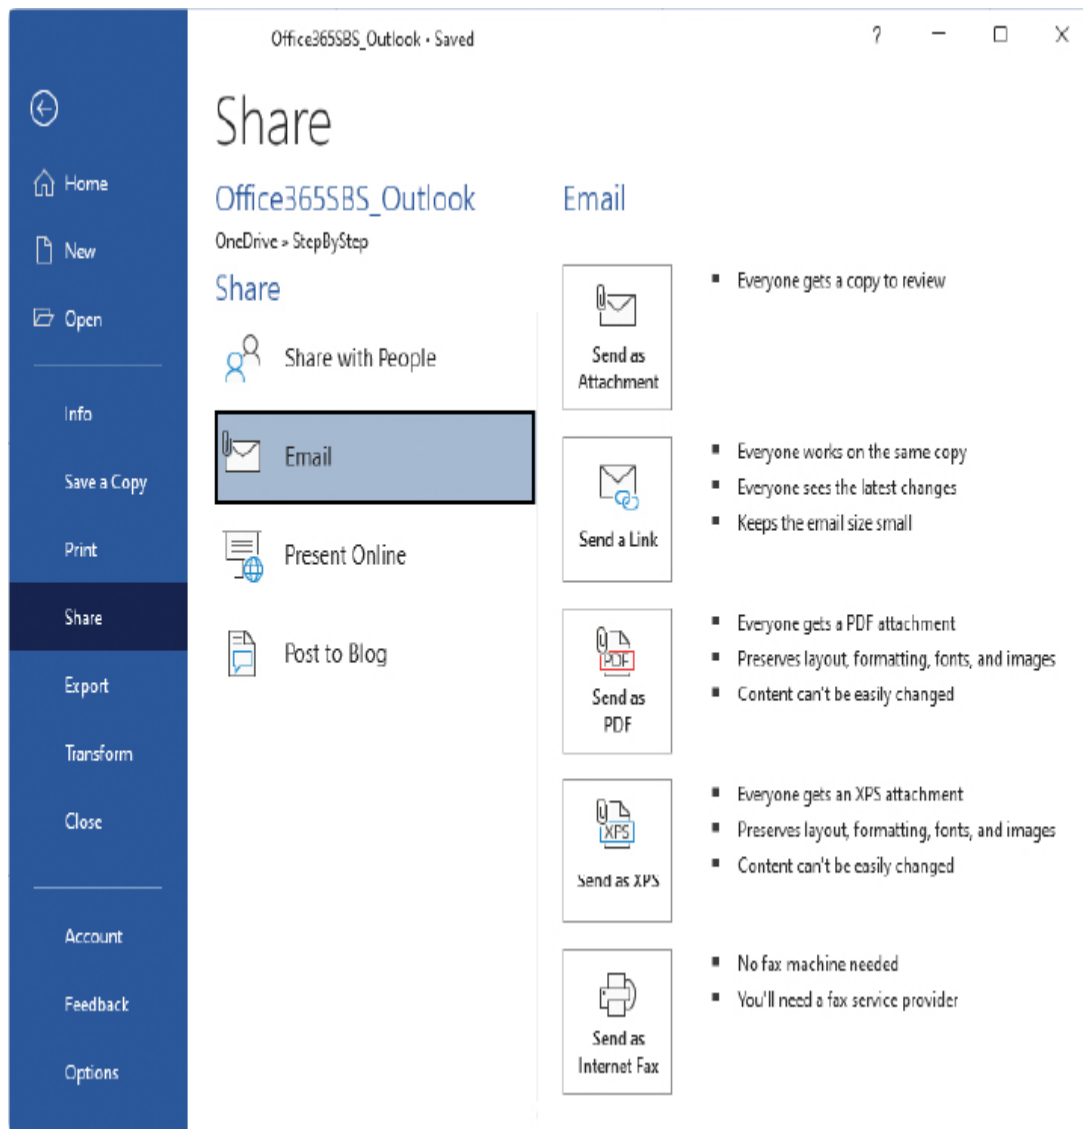 Office365SBS_Outlook • Saved
?
Home
New
Open
Info
Save a Copy
Print
Share
Export
Transform
Close
Account
Feedback
Options
Share
Office365SBS_Outlook
OneDrive » StepByStep
Share
Share with People
Email
Present Online
Post to Blog
Email
Send as
Attachment
▪ Everyone gets a copy to review
Send a Link
▪ Everyone works on the same copy
▪ Everyone sees the latest changes
▪ Keeps the email size small
PDF
Send as
PDF
▪ Everyone gets a PDF attachment
▪ Preserves layout, formatting, fonts, and images
▪ Content can't be easily changed
XPS
Send as XPS
▪ Everyone gets an XPS attachment
▪ Preserves layout, formatting, fonts, and images
▪ Content can't be easily changed
Send as
Internet Fax
▪ No fax machine needed
▪ You'll need a fax service provider